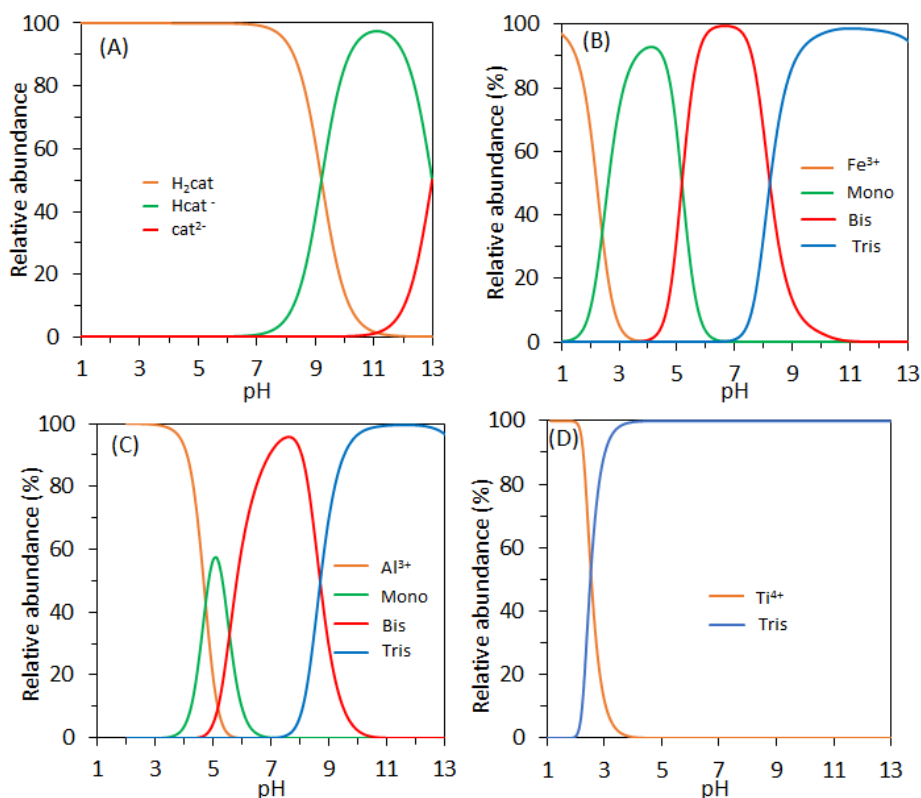 (A)
Relative abundance
100
80
60
40
20
0
H₂cat
Hcat⁻
cat²⁻
1 3 5 7 9 11 13
pH
(B)
Relative abundance (%)
100
80
60
40
20
0
Fe³⁺
Mono
Bis
Tris
1 3 5 7 9 11 13
pH
(C)
Relative abundance (%)
100
80
60
40
20
0
Al³⁺
Mono
Bis
Tris
1 3 5 7 9 11 13
pH
(D)
Relative abundance (%)
100
80
60
40
20
0
Ti⁴⁺
Tris
1 3 5 7 9 11 13
pH